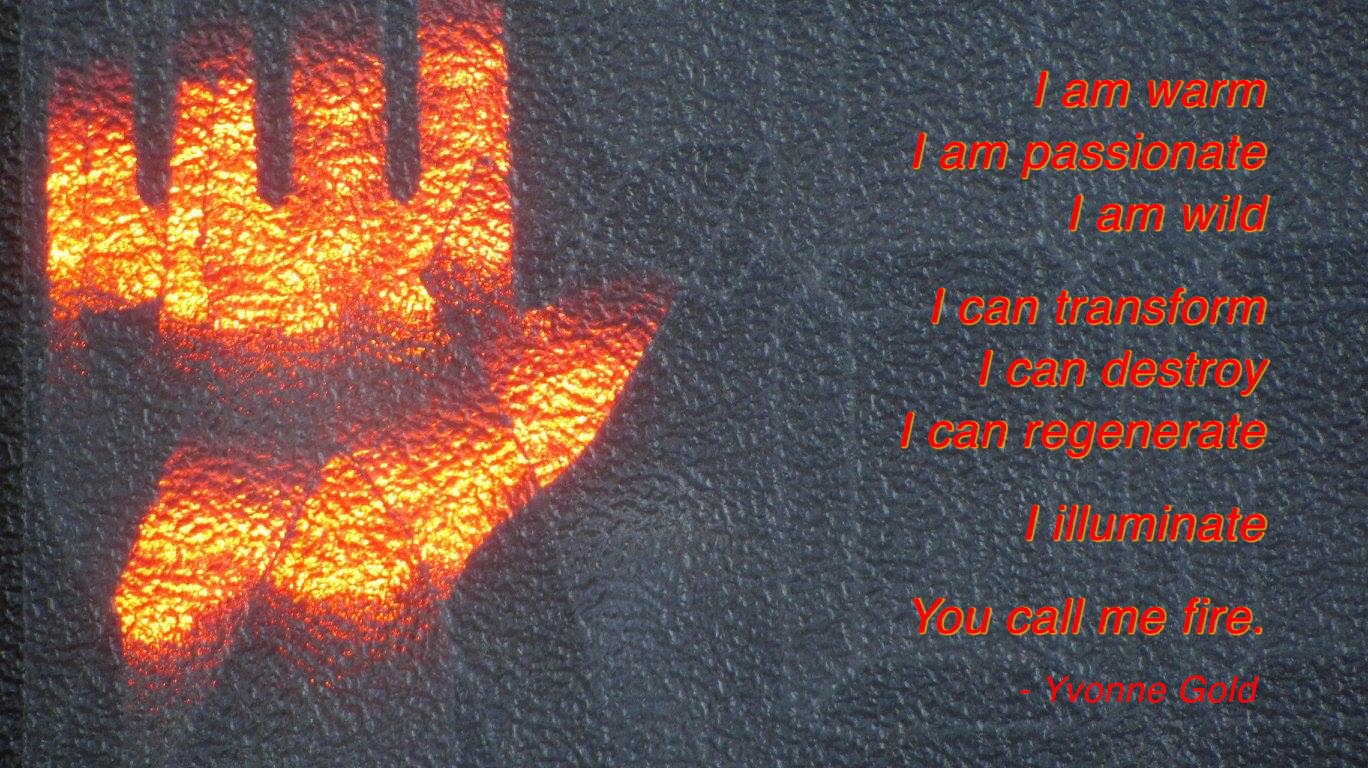 I am warm
I am passionate
I am wild
I can transform
I can destroy
I can regenerate
I illuminate
You call me fire.
- Yvonne Gold